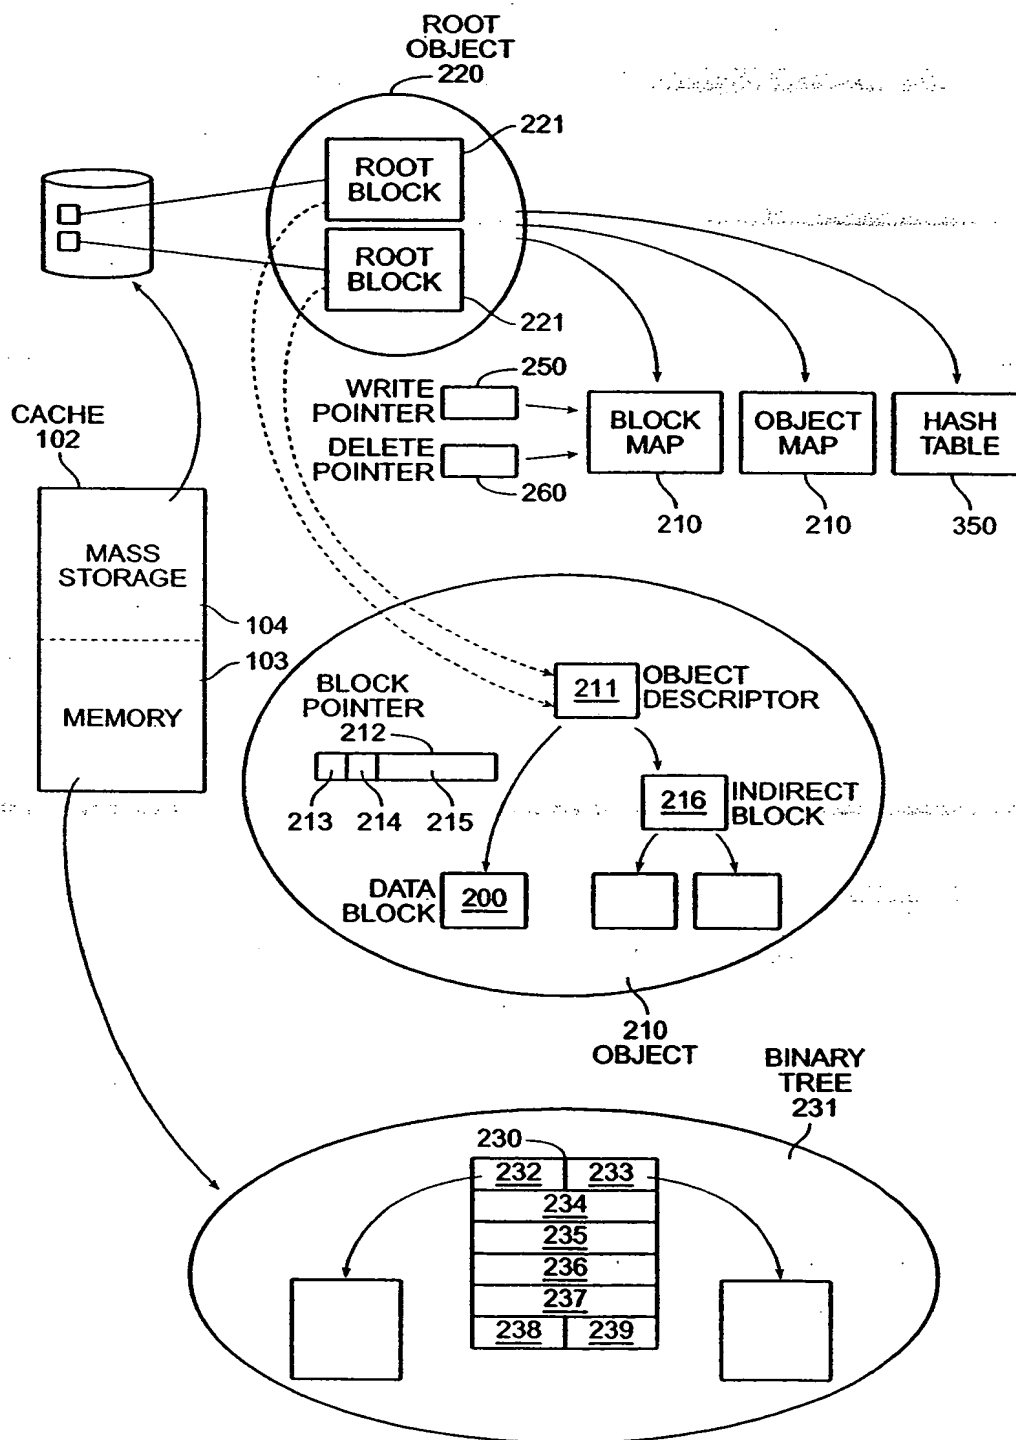 ROOT
OBJECT
220
221
ROOT
BLOCK
ROOT
BLOCK
221
CACHE
102
MASS
STORAGE
104
103
MEMORY
WRITE
POINTER
250
DELETE
POINTER
260
BLOCK
MAP
210
OBJECT
MAP
210
HASH
TABLE
350
BLOCK
POINTER
212
213
214
215
211
OBJECT
DESCRIPTOR
216
INDIRECT
BLOCK
DATA
BLOCK
200
210
OBJECT
BINARY
TREE
231
230
232
233
234
235
236
237
238
239